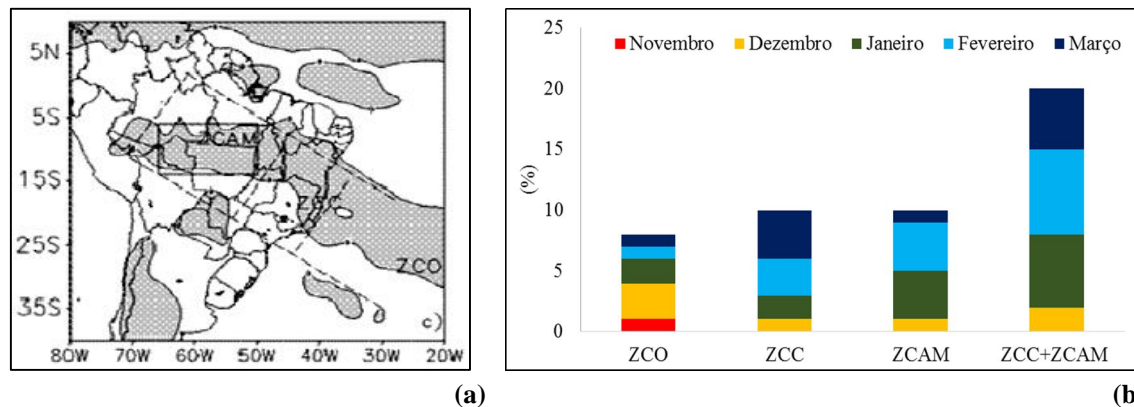 5N
5S
15S
25S
35S
80W 70W 60W 50W 40W 30W 20W
ZCAM
ZCC
ZCO
c)
(a)
25
20
15
10
5
0
(%)
Novembro Dezembro Janeiro Fevereiro Março
ZCO ZCC ZCAM ZCC+ZCAM
(b